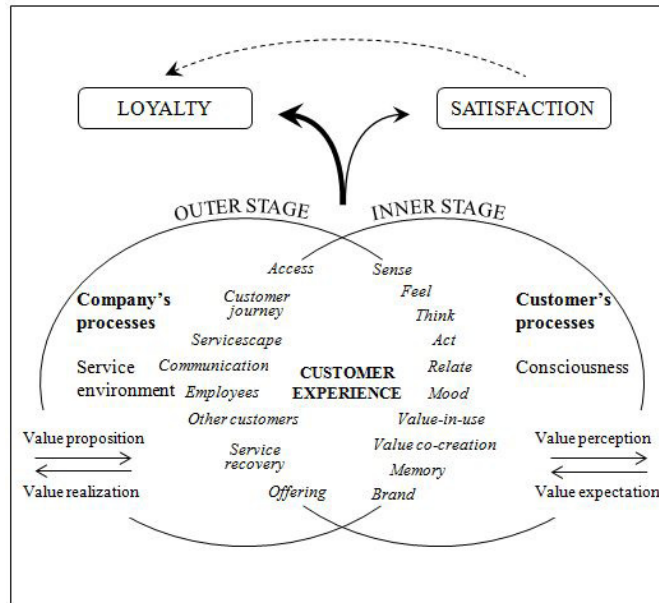 LOYALTY
SATISFACTION
OUTER STAGE
INNER STAGE
Company's
processes
Service
environment
Value proposition
Value realization
Access
Customer
journey
Servicescape
Communication
Employees
Other customers
Service
recovery
Offering
CUSTOMER
EXPERIENCE
Sense
Feel
Think
Act
Relate
Mood
Value-in-use
Value co-creation
Memory
Brand
Customer's
processes
Consciousness
Value perception
Value expectation